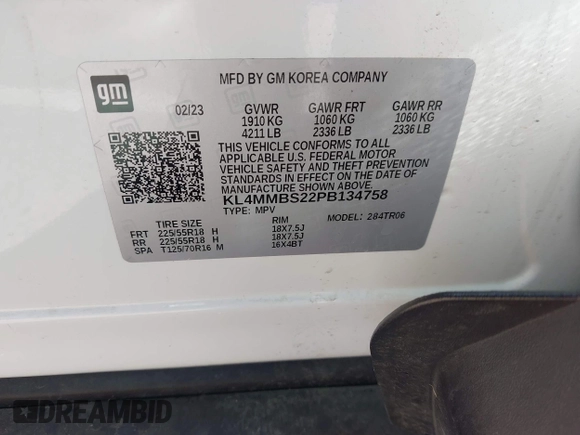 gm
MFD BY GM KOREA COMPANY
02/23 GVWR GAWR FRT GAWR RR
1910 KG 1060 KG 1060 KG
4211 LB 2336 LB 2336 LB
THIS VEHICLE CONFORMS TO ALL
APPLICABLE U.S. FEDERAL MOTOR
VEHICLE SAFETY AND THEFT PREVENTION
STANDARDS IN EFFECT ON THE DATE OF
MANUFACTURE SHOWN ABOVE.
KL4MMBS22PB134758
TYPE: MPV MODEL: 284TR06
TIRE SIZE RIM
FRT 225/55R18 H 18X7.5J
RR 225/55R18 H 18X7.5J
SPA T125/70R16 M 16X4BT
DREAMBID